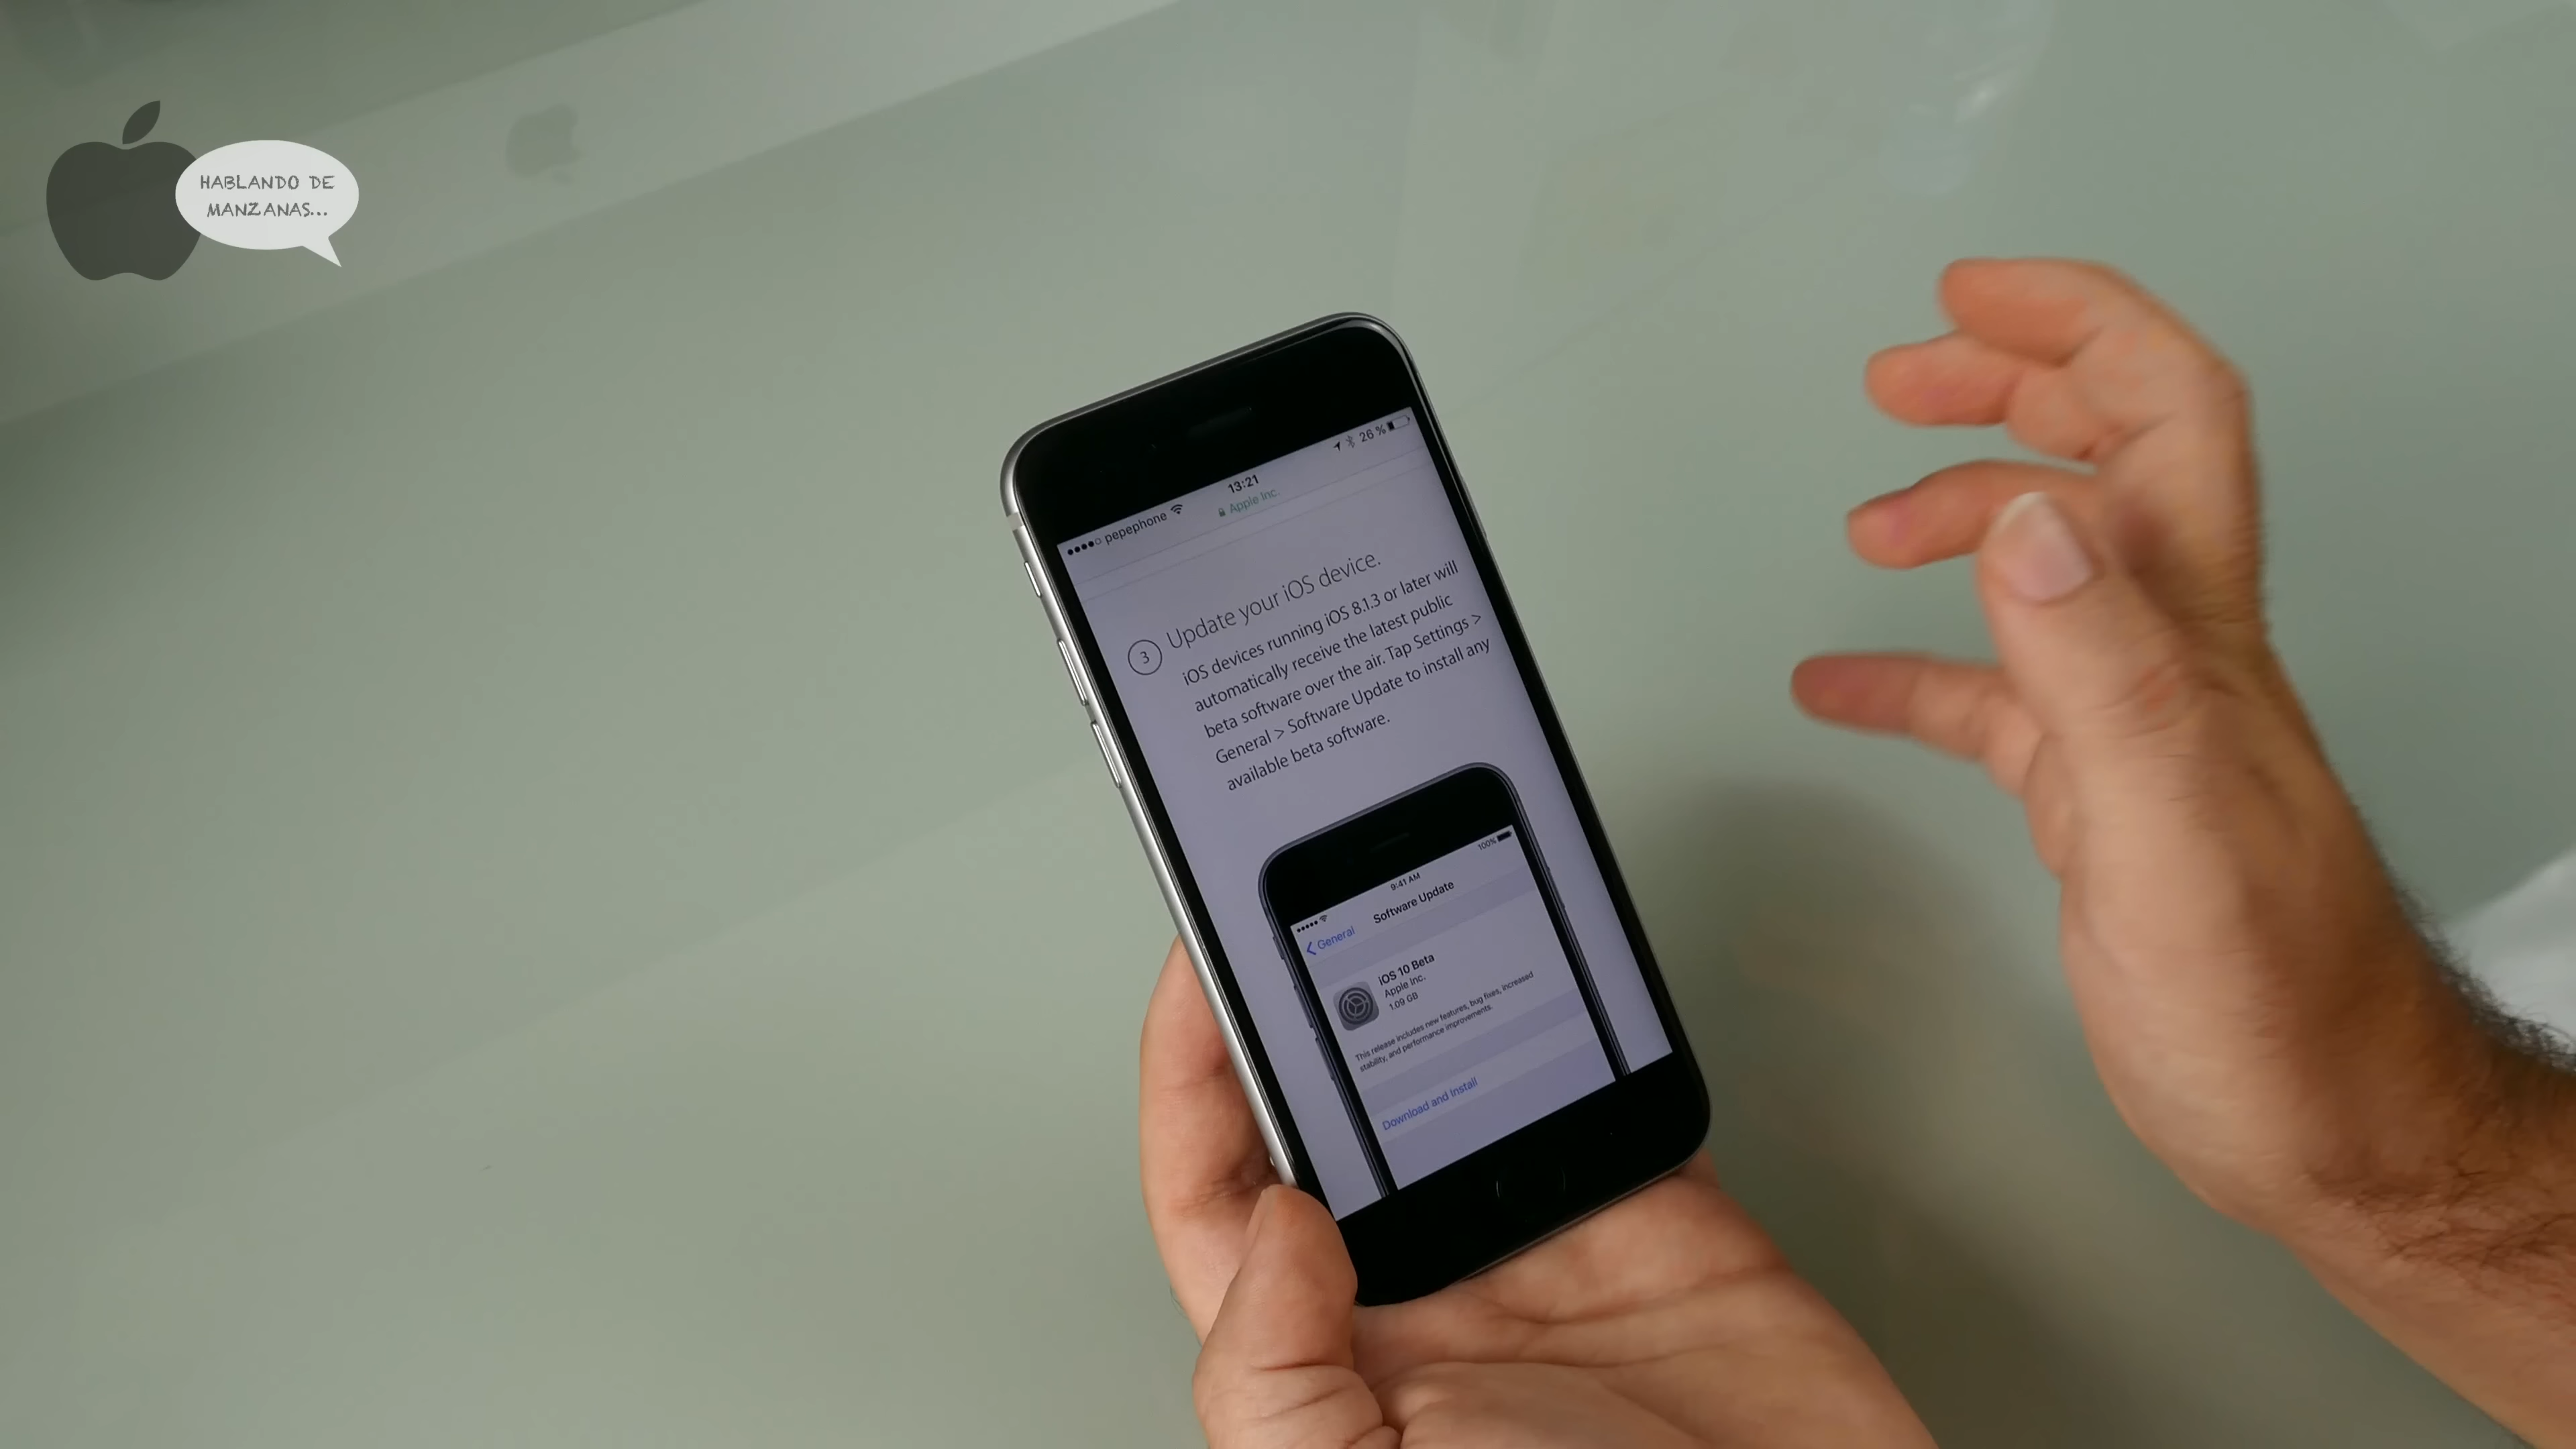 HABLANDO DE
MANZANAS...
pepephone
13:21
26 %
Apple Inc.
3 Update your iOS device.
iOS devices running iOS 8.1.3 or later will
automatically receive the latest public
beta software over the air. Tap Settings >
General > Software Update to install any
available beta software.
9:41 AM
100%
General
Software Update
iOS 10 Beta
Apple Inc.
1.09 GB
This release includes new features, bug fixes, increased
stability, and performance improvements.
Download and Install